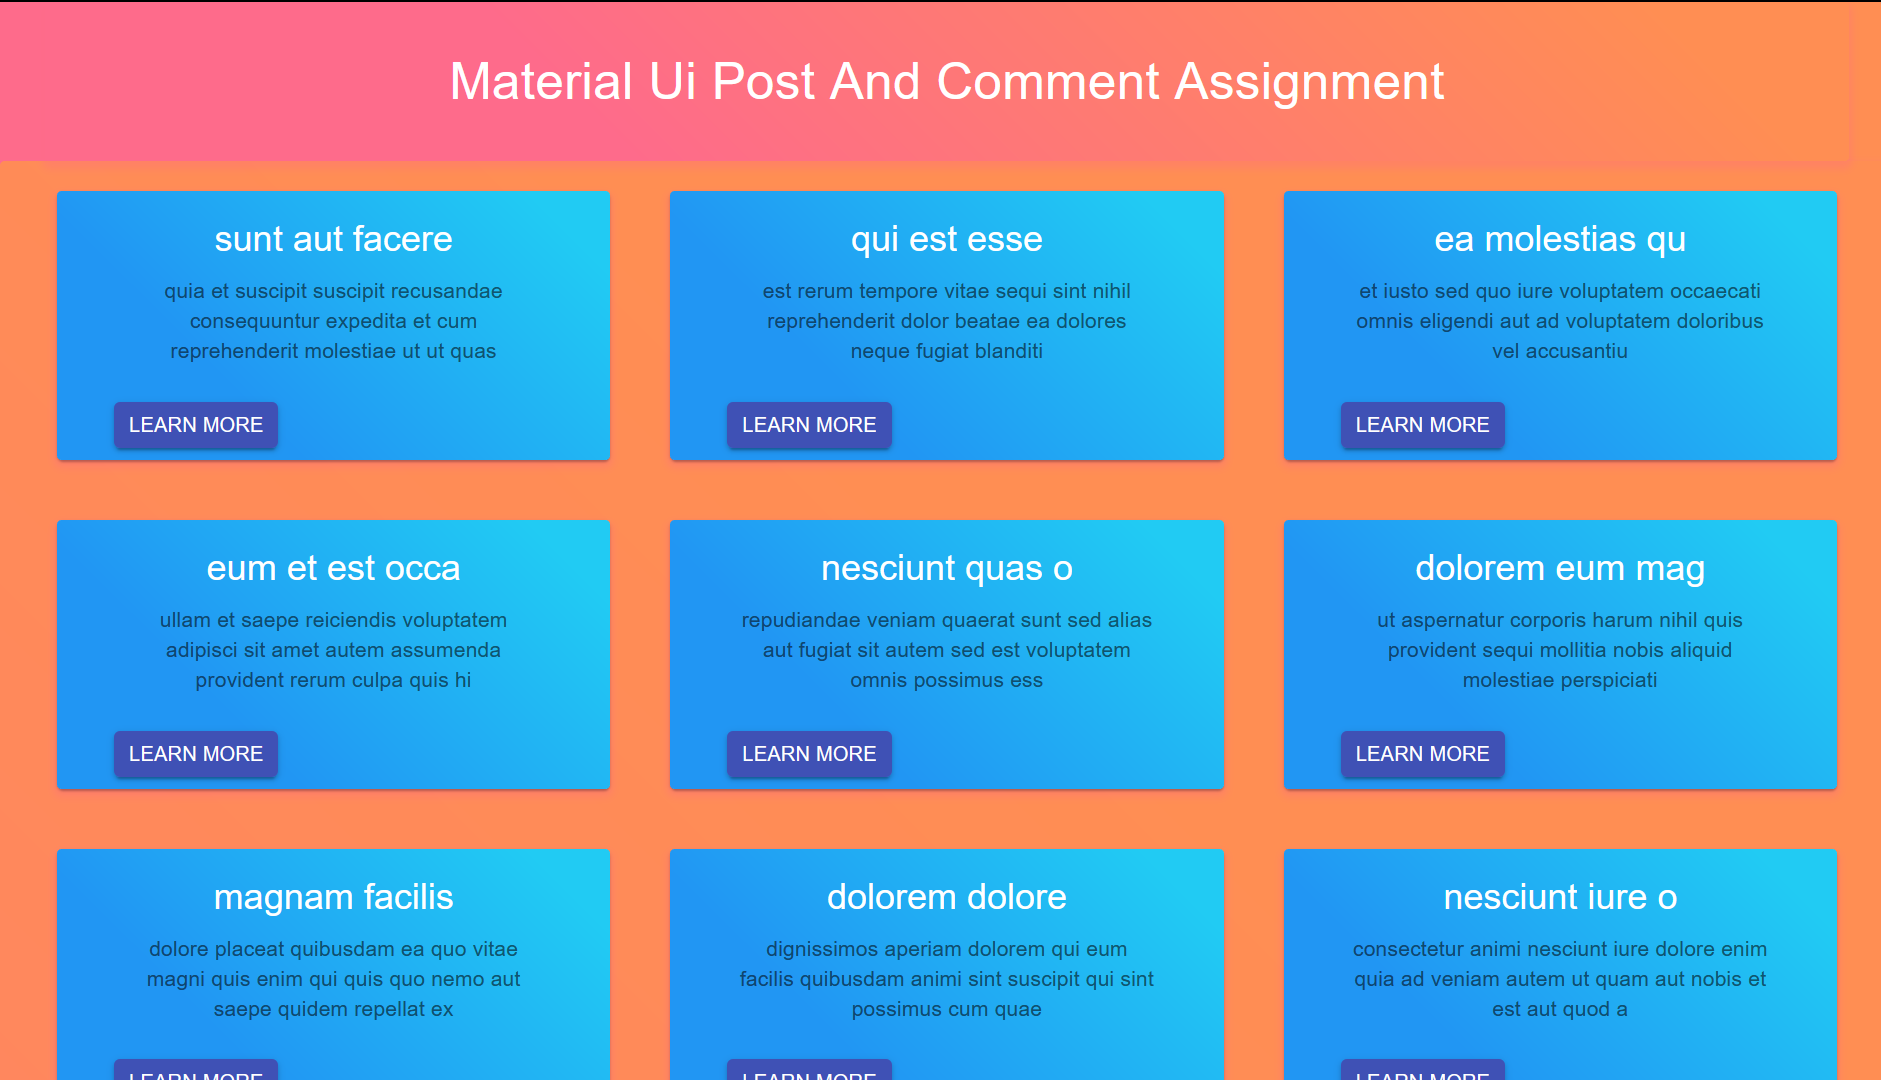 Material Ui Post And Comment Assignment
sunt aut facere
quia et suscipit suscipit recusandae
consequuntur expedita et cum
reprehenderit molestiae ut ut quas
LEARN MORE
qui est esse
est rerum tempore vitae sequi sint nihil
reprehenderit dolor beatae ea dolores
neque fugiat blanditi
LEARN MORE
ea molestias qu
et iusto sed quo iure voluptatem occaecati
omnis eligendi aut ad voluptatem doloribus
vel accusantiu
LEARN MORE
eum et est occa
ullam et saepe reiciendis voluptatem
adipisci sit amet autem assumenda
provident rerum culpa quis hi
LEARN MORE
nesciunt quas o
repudiandae veniam quaerat sunt sed alias
aut fugiat sit autem sed est voluptatem
omnis possimus ess
LEARN MORE
dolorem eum mag
ut aspernatur corporis harum nihil quis
provident sequi mollitia nobis aliquid
molestiae perspiciati
LEARN MORE
magnam facilis
dolore placeat quibusdam ea quo vitae
magni quis enim qui quis quo nemo aut
saepe quidem repellat ex
LEARN MORE
dolorem dolore
dignissimos aperiam dolorem qui eum
facilis quibusdam animi sint suscipit qui sint
possimus cum quae
LEARN MORE
nesciunt iure o
consectetur animi nesciunt iure dolore enim
quia ad veniam autem ut quam aut nobis et
est aut quod a
LEARN MORE